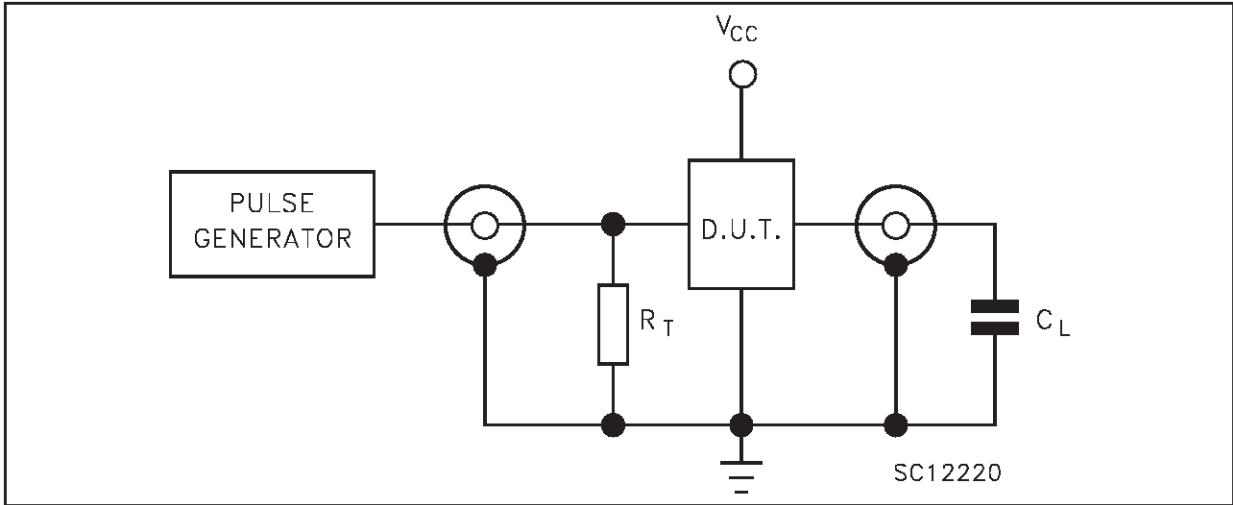 VCC
PULSE
GENERATOR
D.U.T.
RT
CL
SC12220